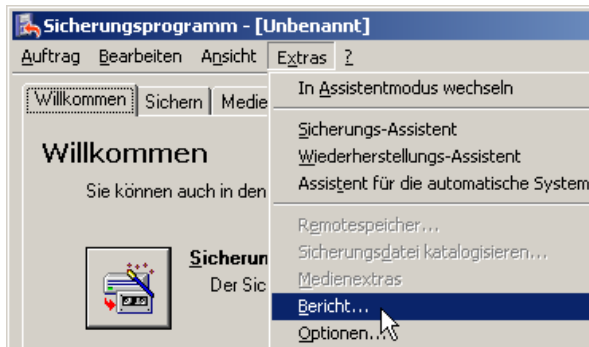 Sicherungsprogramm - [Unbenannt]
Auftrag Bearbeiten Ansicht Extras ?
Willkommen Sichern Medie
In Assistentmodus wechseln
Sicherungs-Assistent
Wiederherstellungs-Assistent
Assistent für die automatische System
Remotespeicher...
Sicherungsdatei katalogisieren...
Medienextras
Bericht...
Optionen...
Willkommen
Sie können auch in den
Sicherun
Der Sic